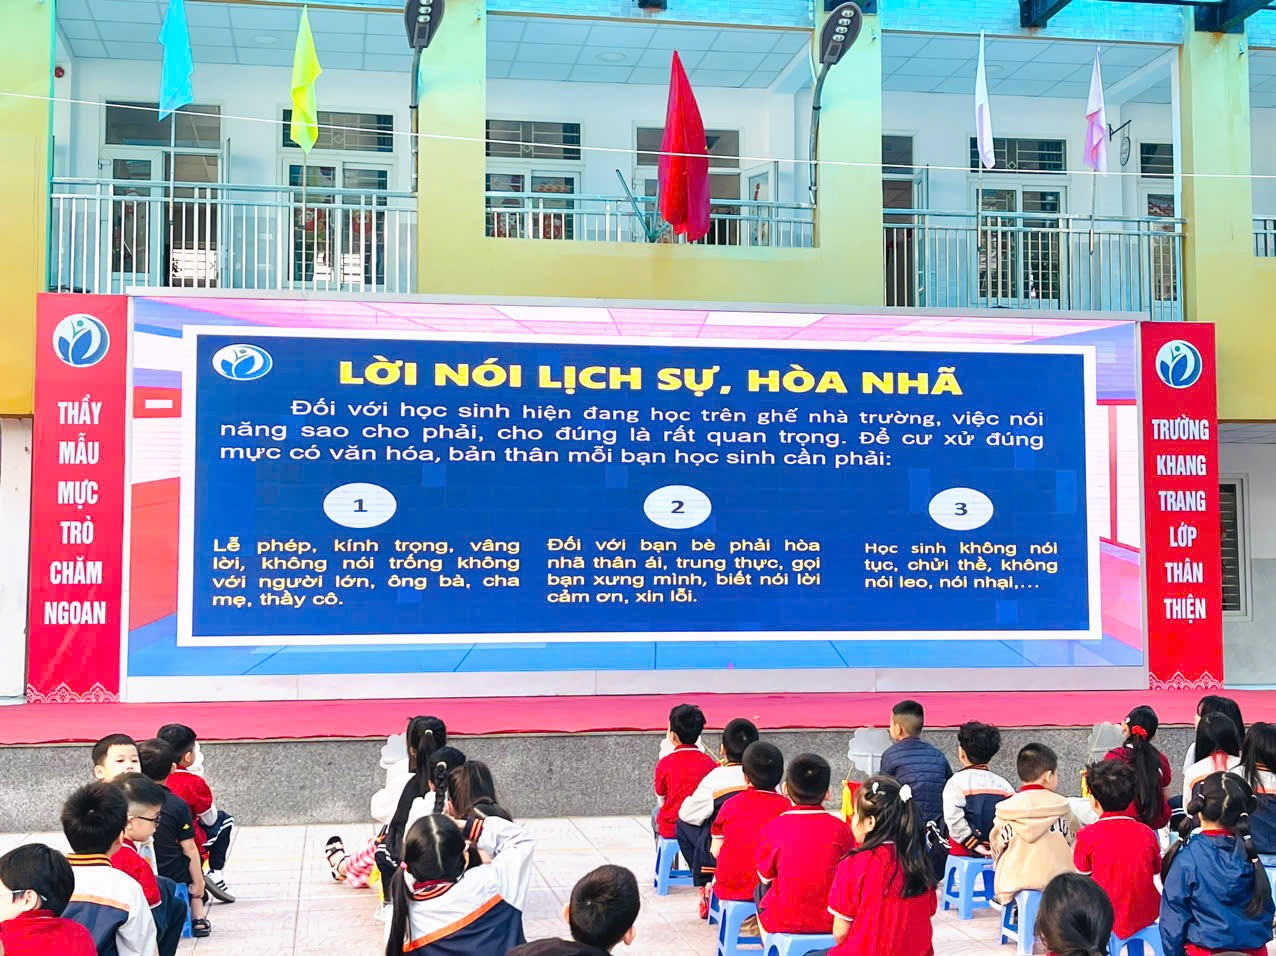 THẦY
MẪU
MỰC
TRÒ
CHĂM
NGOAN
LỜI NÓI LỊCH SỰ, HÒA NHÃ
Đối với học sinh hiện đang học trên ghế nhà trường, việc nói
năng sao cho phải, cho đúng là rất quan trọng. Để cư xử đúng
mực có văn hóa, bản thân mỗi bạn học sinh cần phải:
1
Lễ phép, kính trọng, vâng
lời, không nói trống không
với người lớn, ông bà, cha
mẹ, thầy cô.
2
Đối với bạn bè phải hòa
nhã thân ái, trung thực, gọi
bạn xưng mình, biết nói lời
cảm ơn, xin lỗi.
3
Học sinh không nói
tục, chửi thề, không
nói leo, nói nhại,...
TRƯỜNG
KHANG
TRANG
LỚP
THÂN
THIỆN